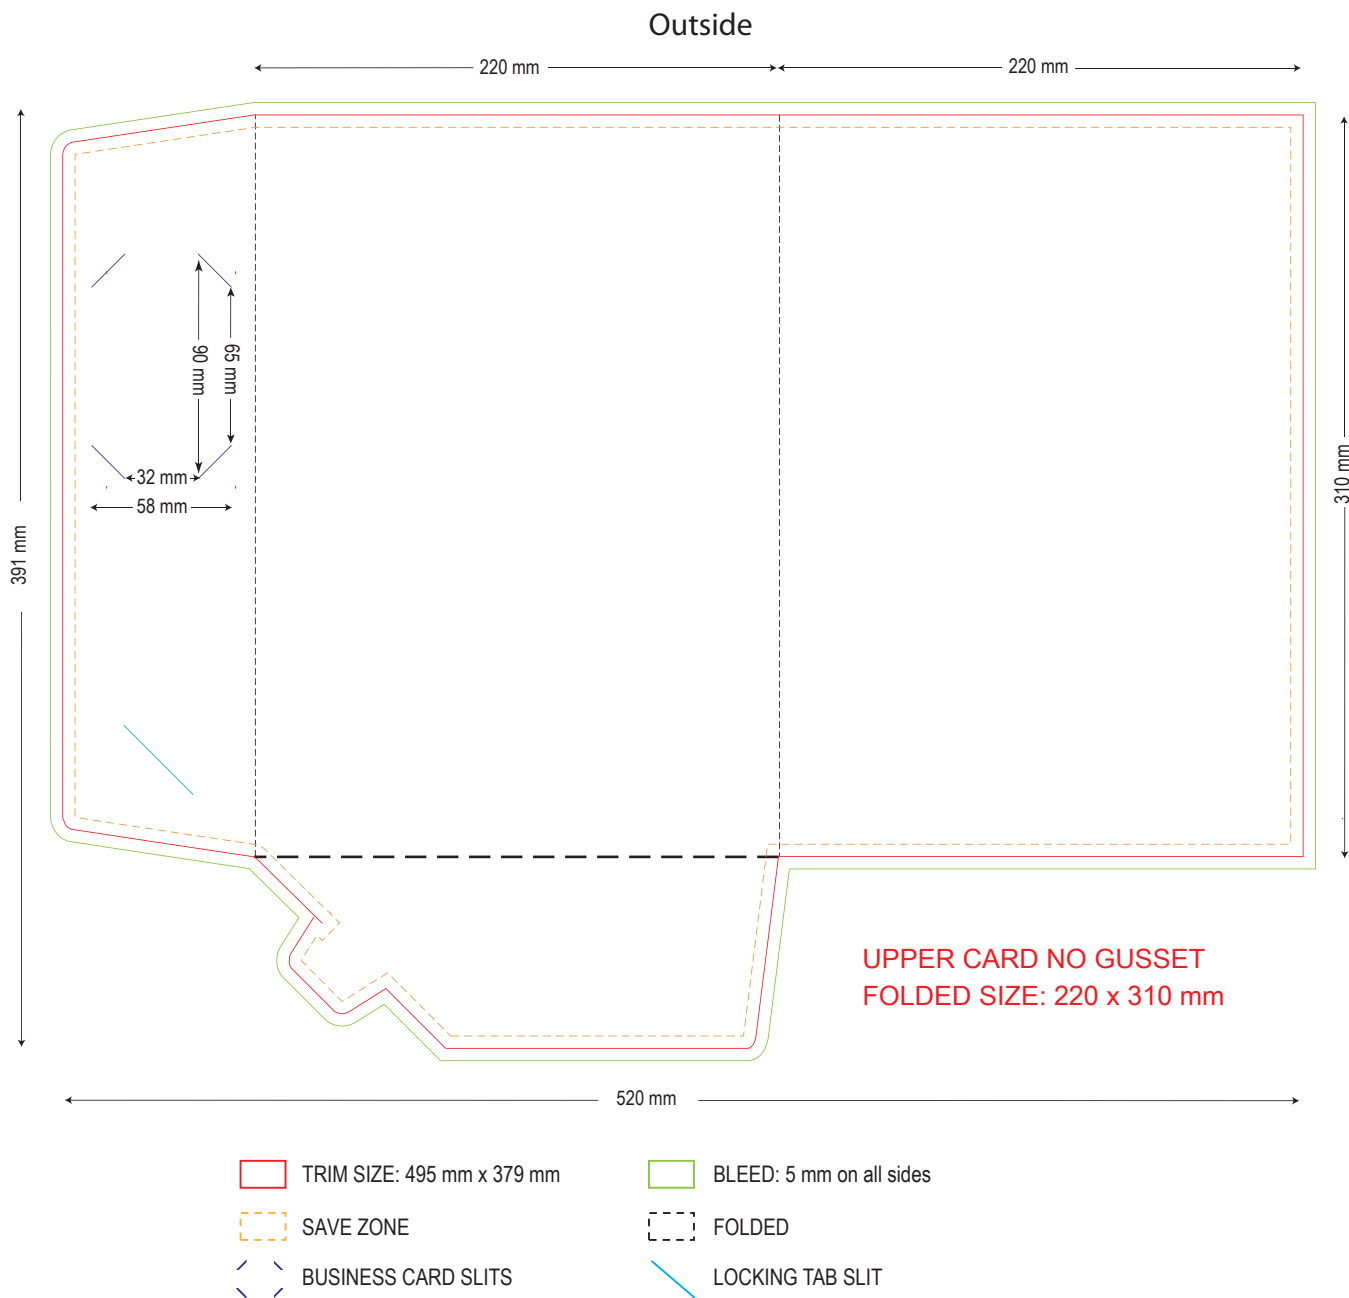 Outside
220 mm
220 mm
90 mm
65 mm
32 mm
58 mm
391 mm
310 mm
UPPER CARD NO GUSSET
FOLDED SIZE: 220 x 310 mm
520 mm
TRIM SIZE: 495 mm x 379 mm
BLEED: 5 mm on all sides
SAVE ZONE
FOLDED
BUSINESS CARD SLITS
LOCKING TAB SLIT